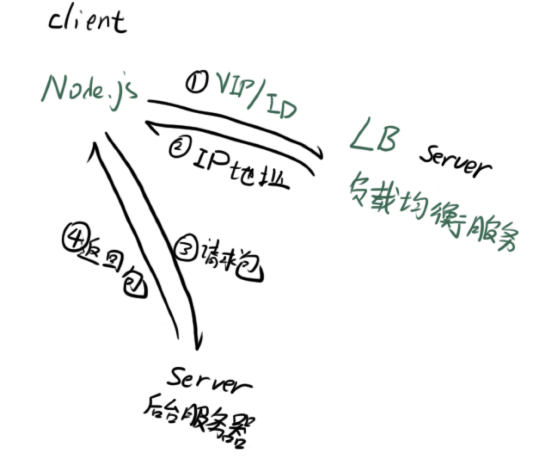 client
Node.js
① VIP/ID
② IP地址
LB Server
负载均衡服务
④返回包
③请求包
Server
后台服务器